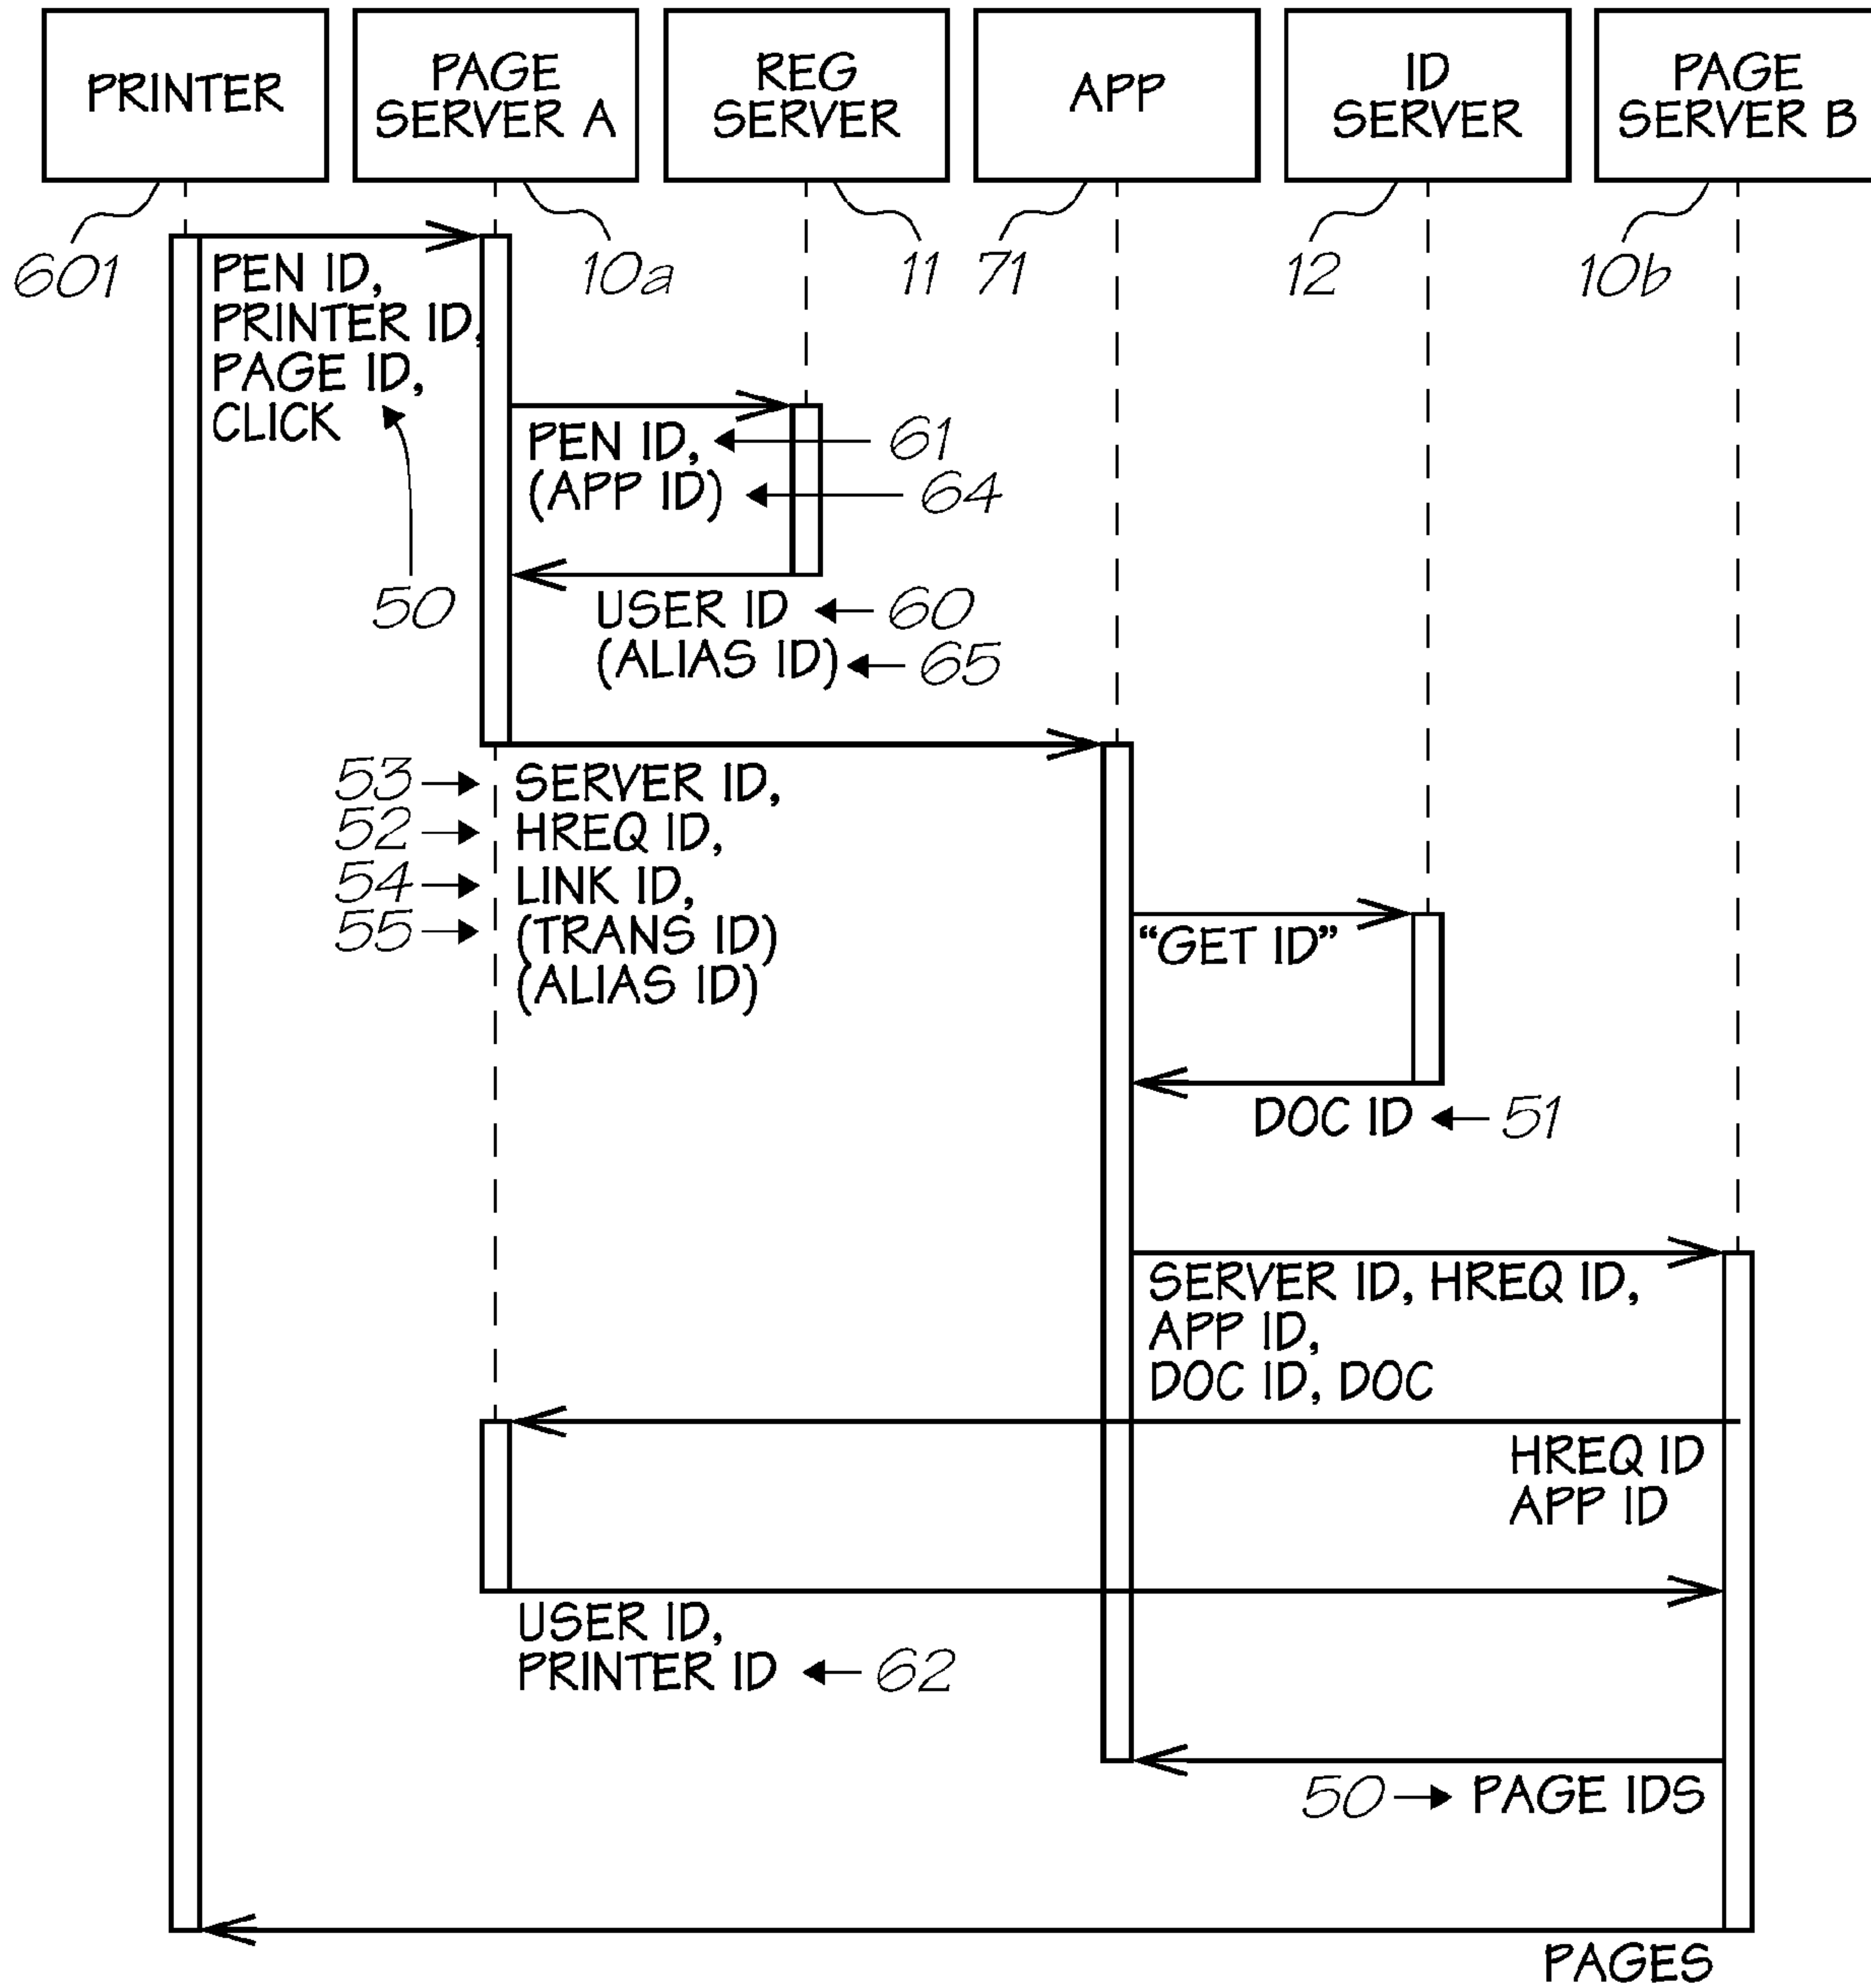 PRINTER
PAGE
SERVER A
REG
SERVER
APP
ID
SERVER
PAGE
SERVER B
601
10a
11
71
12
10b
PEN ID,
PRINTER ID,
PAGE ID,
CLICK
50
PEN ID,
61
(APP ID)
64
USER ID
60
(ALIAS ID)
65
53
SERVER ID,
52
HREQ ID,
54
LINK ID,
55
(TRANS ID)
(ALIAS ID)
“GET ID”
DOC ID
51
SERVER ID, HREQ ID,
APP ID,
DOC ID, DOC
HREQ ID
APP ID
USER ID,
PRINTER ID
62
50
PAGE IDS
PAGES